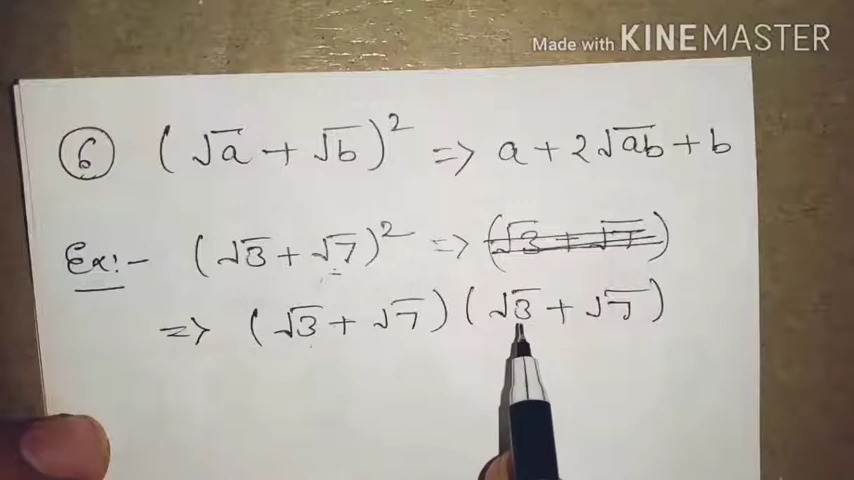 Made with KINEMASTER
6 (√a + √b)² => a + 2√ab + b
Ex:- (√3 + √7)² => (√3 + √7)
=> (√3 + √7) (√3 + √7)